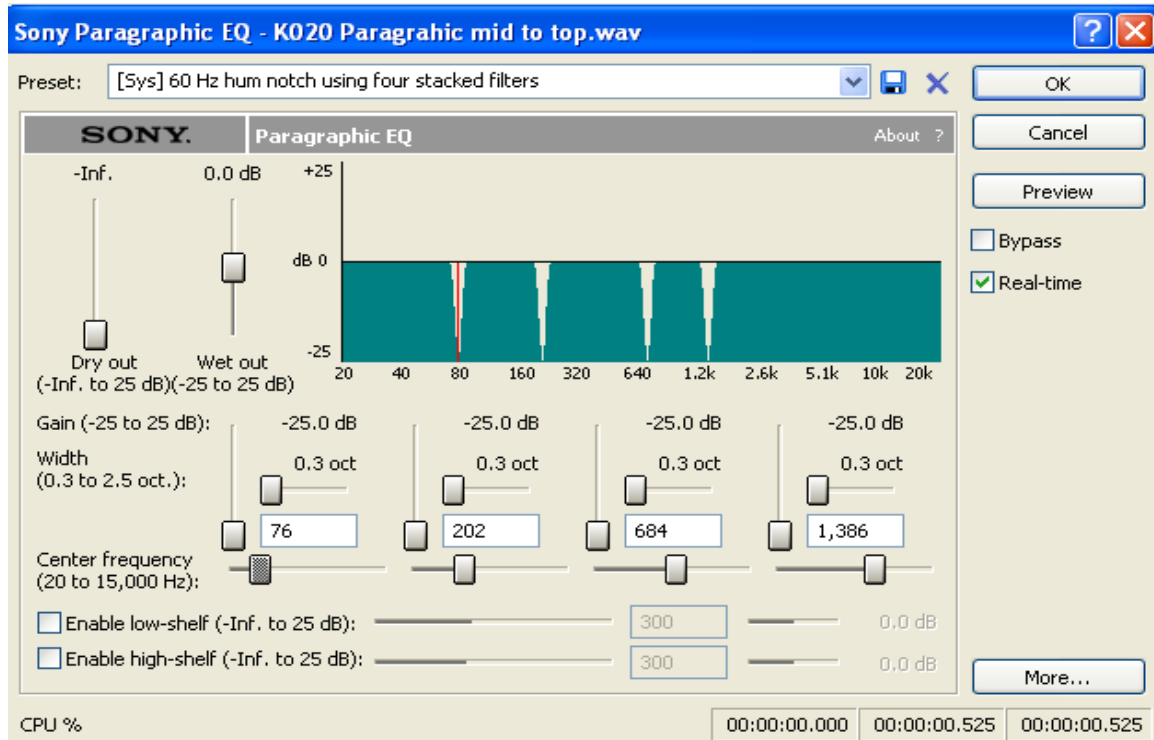 Sony Paragraphic EQ - K020 Paragrahic mid to top.wav
Preset: [Sys] 60 Hz hum notch using four stacked filters
OK
Cancel
Preview
Bypass
Real-time
More...
SONY. Paragraphic EQ About ?
-Inf. 0.0 dB +25
dB 0
-25
20 40 80 160 320 640 1.2k 2.6k 5.1k 10k 20k
Dry out Wet out
(-Inf. to 25 dB)(-25 to 25 dB)
Gain (-25 to 25 dB): -25.0 dB -25.0 dB -25.0 dB -25.0 dB
Width
(0.3 to 2.5 oct.): 0.3 oct 0.3 oct 0.3 oct 0.3 oct
76 202 684 1,386
Center frequency
(20 to 15,000 Hz):
Enable low-shelf (-Inf. to 25 dB): 300 0.0 dB
Enable high-shelf (-Inf. to 25 dB): 300 0.0 dB
CPU % 00:00:00.000 00:00:00.525 00:00:00.525